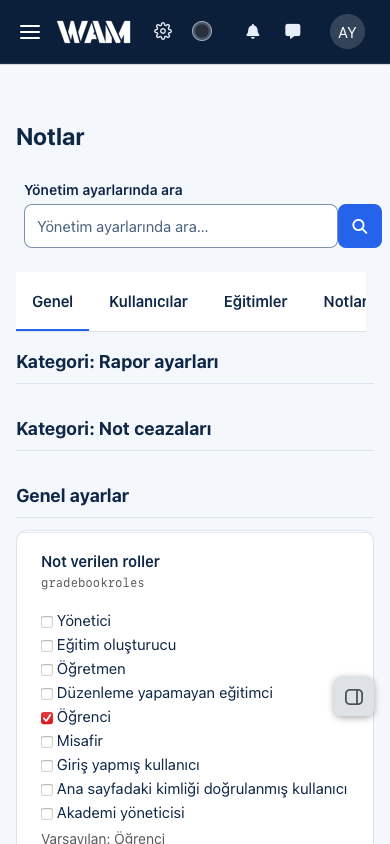 WAM
AY
Notlar
Yönetim ayarlarında ara
Yönetim ayarlarında ara...
Genel Kullanıcılar Eğitimler Notlar
Kategori: Rapor ayarları
Kategori: Not ceazaları
Genel ayarlar
Not verilen roller
gradebookroles
Yönetici
Eğitim oluşturucu
Öğretmen
Düzenleme yapamayan eğitimci
Öğrenci
Misafir
Giriş yapmış kullanıcı
Ana sayfadaki kimliği doğrulanmış kullanıcı
Akademi yöneticisi
Varsayılan: Öğrenci